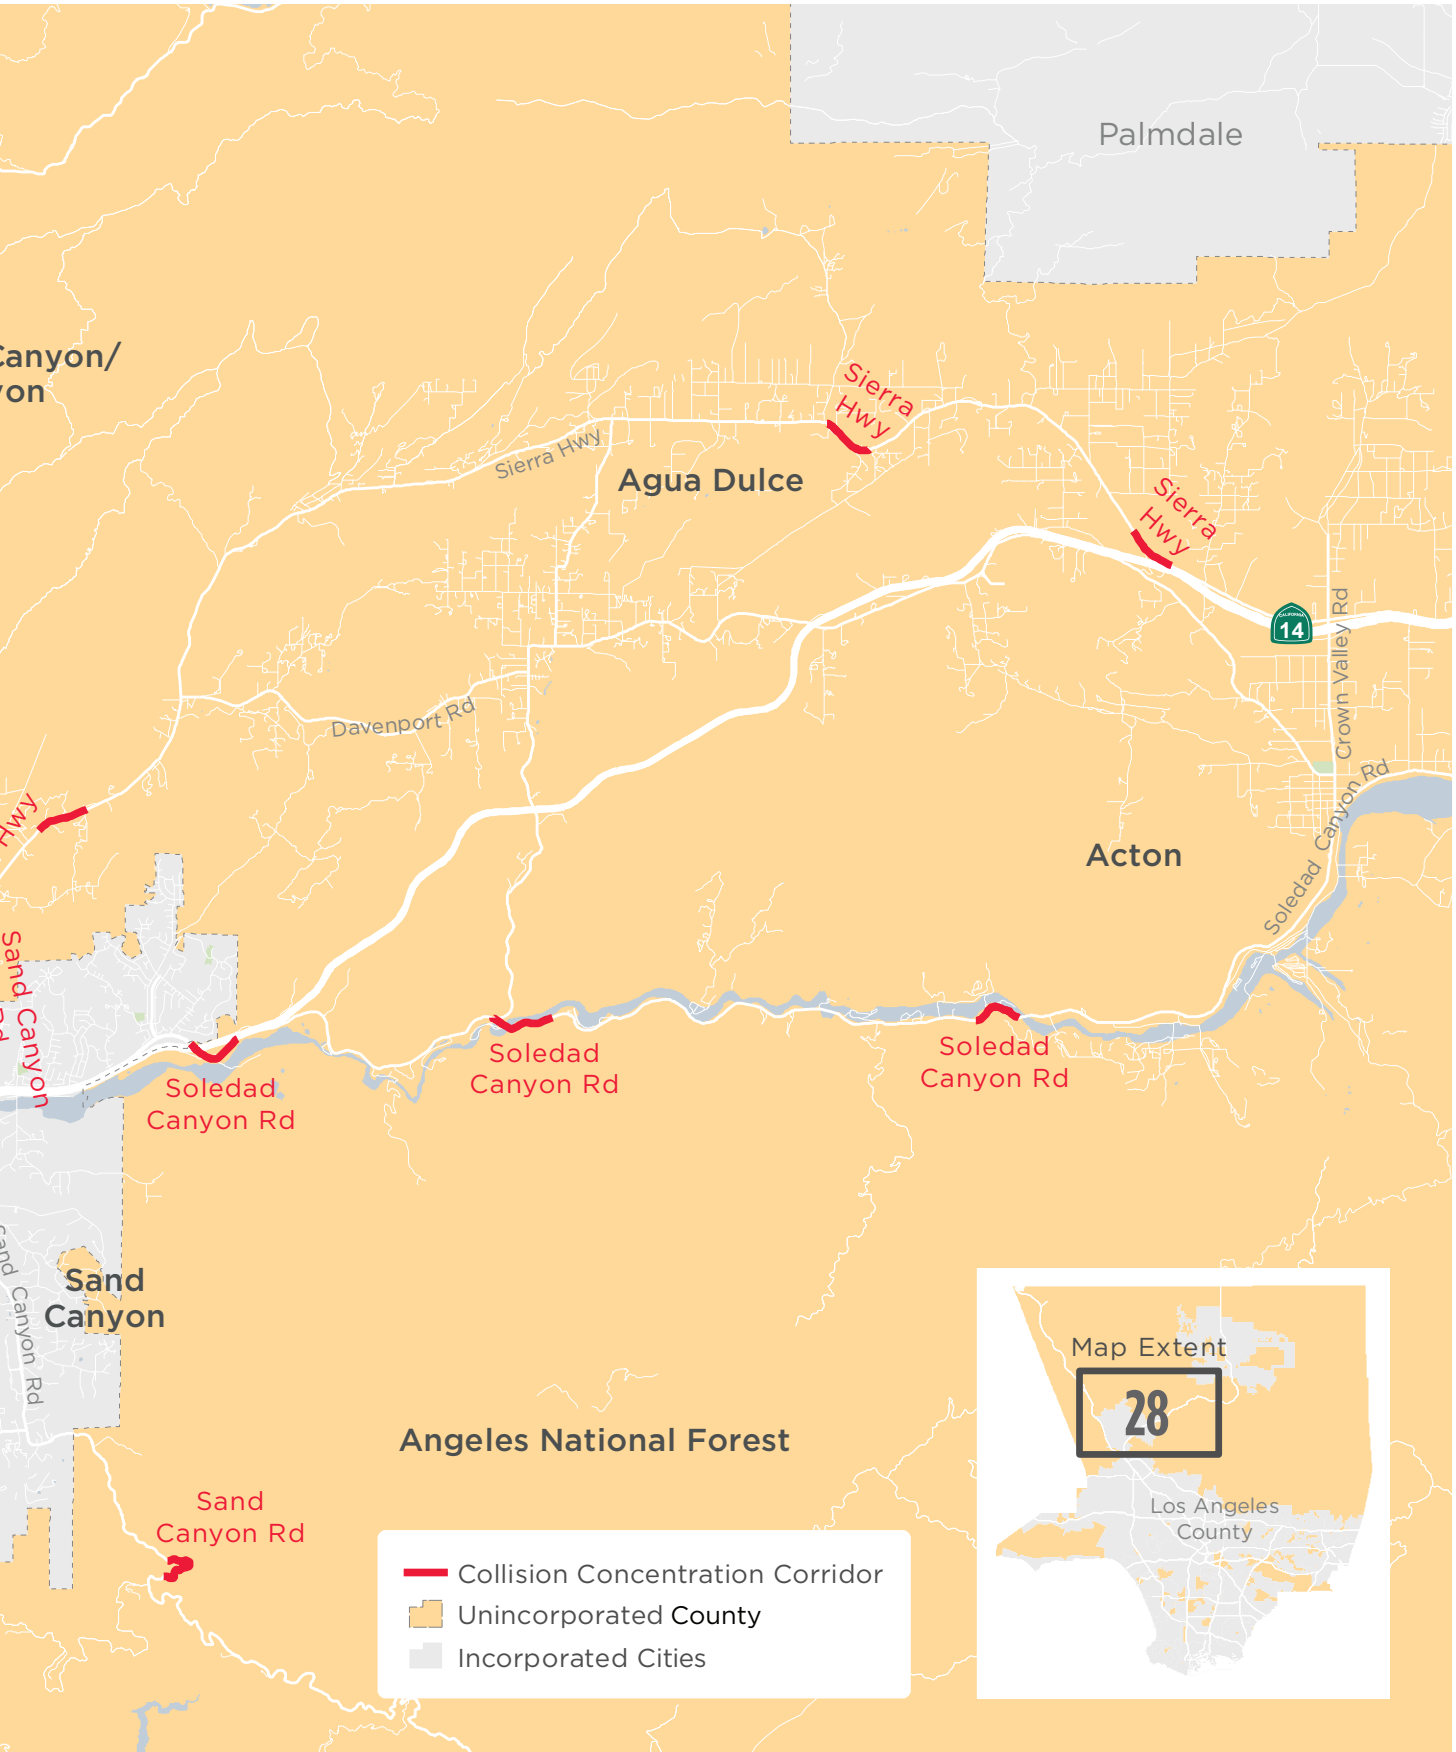 Palmdale
Canyon/
yon
Sierra
Hwy
Sierra Hwy
Agua Dulce
Sierra
Hwy
CALIFORNIA
14
Crown Valley Rd
Davenport Rd
Soledad Canyon Rd
Hwy
Acton
Sand Canyon
Rd
Soledad
Canyon Rd
Soledad
Canyon Rd
Soledad
Canyon Rd
Sand Canyon Rd
Sand
Canyon
Map Extent
28
Angeles National Forest
Los Angeles
County
Sand
Canyon Rd
Collision Concentration Corridor
Unincorporated County
Incorporated Cities